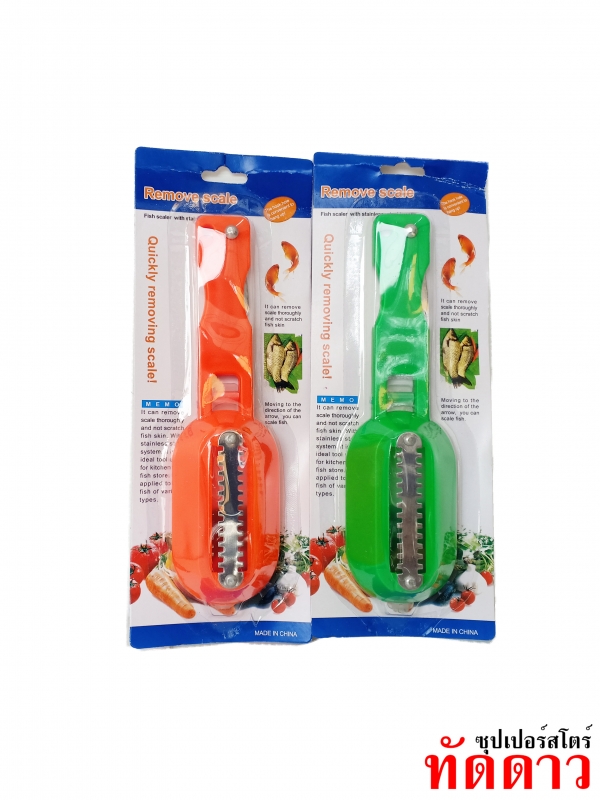 Remove scale
Fish scaler with
Quickly removing scale!
It can remove
scale thoroughly
and not scratch
fish skin
MEMO
It can remove
scale thorough
and not scratch
fish skin. With
stainless
system
ideal tool
for kitchen
fish store.
applied to
fish of
types.
Moving to the
direction of the
arrow, you can
scale fish.
MADE IN CHINA
Remove scale
Fish scaler with stainless
Quickly removing scale!
It can remove
scale thoroughly
and not scratch
fish skin
MEMO
It can remove
scale thorough
and not scratch
fish skin.
stainless
system
ideal tool
for kitchen
fish store.
applied to
fish of
types.
Moving to the
direction of the
arrow, you can
scale fish.
MADE IN CHINA
ซุปเปอร์สโตร์
ทัดดาว